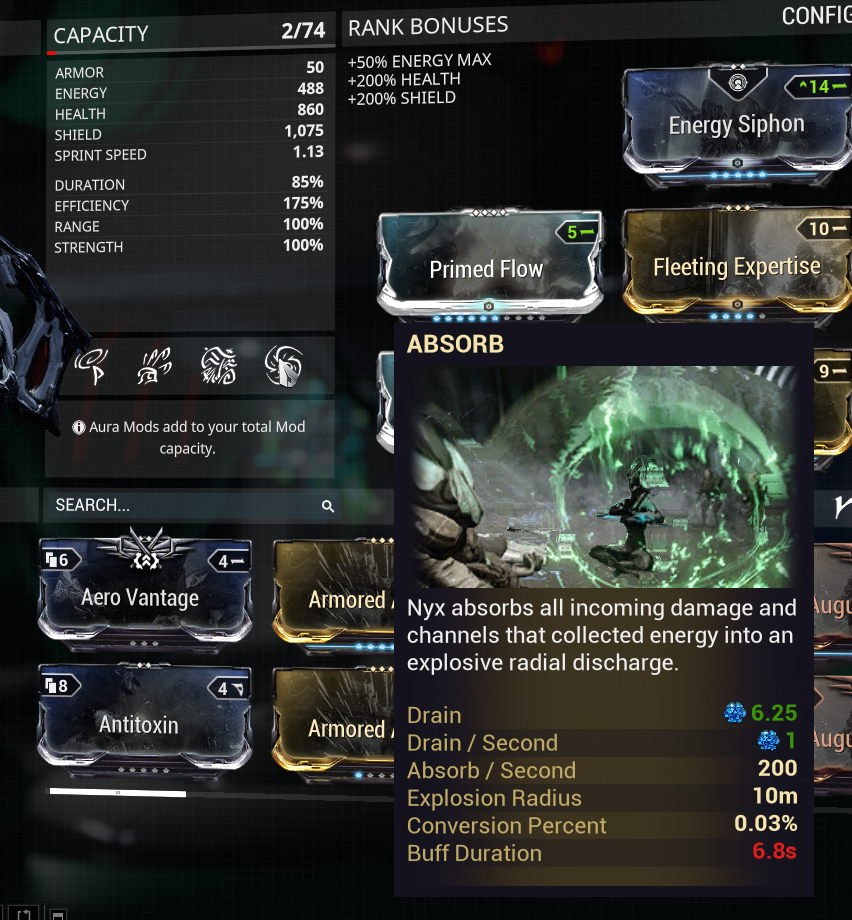 CAPACITY 2/74
ARMOR 50
ENERGY 488
HEALTH 860
SHIELD 1,075
SPRINT SPEED 1.13
DURATION 85%
EFFICIENCY 175%
RANGE 100%
STRENGTH 100%
Aura Mods add to your total Mod
capacity.
SEARCH...
RANK BONUSES
+50% ENERGY MAX
+200% HEALTH
+200% SHIELD
CONFIG
14
Energy Siphon
5
Primed Flow
10
Fleeting Expertise
9
6 4
Aero Vantage
Armored
8 4
Antitoxin
Armored
Augu
Augu
ABSORB
Nyx absorbs all incoming damage and
channels that collected energy into an
explosive radial discharge.
Drain 6.25
Drain / Second 1
Absorb / Second 200
Explosion Radius 10m
Conversion Percent 0.03%
Buff Duration 6.8s